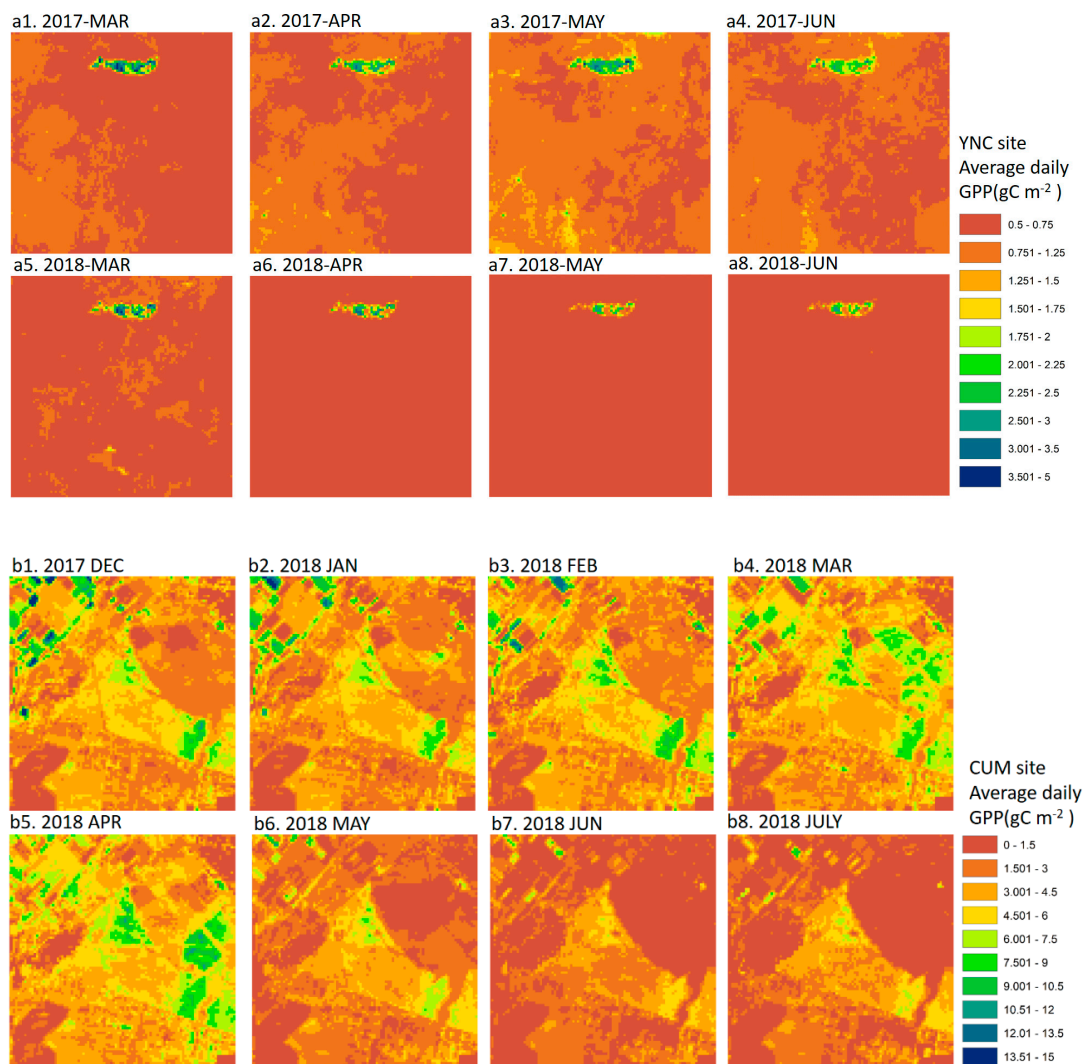 a1. 2017-MAR
a2. 2017-APR
a3. 2017-MAY
a4. 2017-JUN
YNC site
Average daily
GPP(gC m⁻² )
0.5 - 0.75
0.751 - 1.25
1.251 - 1.5
1.501 - 1.75
1.751 - 2
2.001 - 2.25
2.251 - 2.5
2.501 - 3
3.001 - 3.5
3.501 - 5
a5. 2018-MAR
a6. 2018-APR
a7. 2018-MAY
a8. 2018-JUN
b1. 2017 DEC
b2. 2018 JAN
b3. 2018 FEB
b4. 2018 MAR
CUM site
Average daily
GPP(gC m⁻² )
0 - 1.5
1.501 - 3
3.001 - 4.5
4.501 - 6
6.001 - 7.5
7.501 - 9
9.001 - 10.5
10.51 - 12
12.01 - 13.5
13.51 - 15
b5. 2018 APR
b6. 2018 MAY
b7. 2018 JUN
b8. 2018 JULY